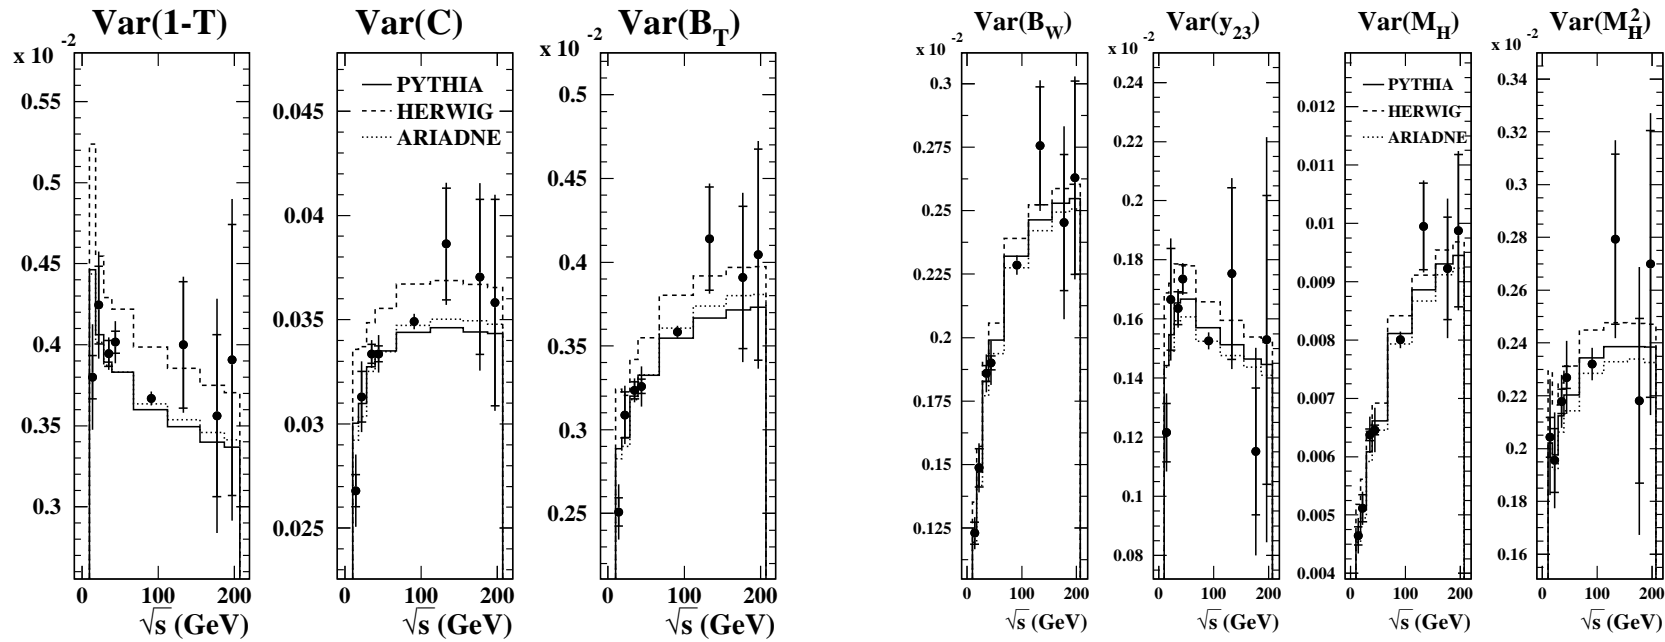 Var(1-T)
x 10^-2
0.55
0.5
0.45
0.4
0.35
0.3
0 100 200
√s (GeV)
Var(C)
PYTHIA
HERWIG
ARIADNE
0.045
0.04
0.035
0.03
0.025
0 100 200
√s (GeV)
Var(B_T)
x 10^-2
0.5
0.45
0.4
0.35
0.3
0.25
0 100 200
√s (GeV)
Var(B_W)
x 10^-2
0.3
0.275
0.25
0.225
0.2
0.175
0.15
0.125
0 100 200
√s (GeV)
Var(y_23)
x 10^-2
0.24
0.22
0.2
0.18
0.16
0.14
0.12
0.1
0.08
0 100 200
√s (GeV)
Var(M_H)
PYTHIA
HERWIG
ARIADNE
0.012
0.011
0.01
0.009
0.008
0.007
0.006
0.005
0.004
0 100 200
√s (GeV)
Var(M_H^2)
x 10^-2
0.34
0.32
0.3
0.28
0.26
0.24
0.22
0.2
0.18
0.16
0 100 200
√s (GeV)